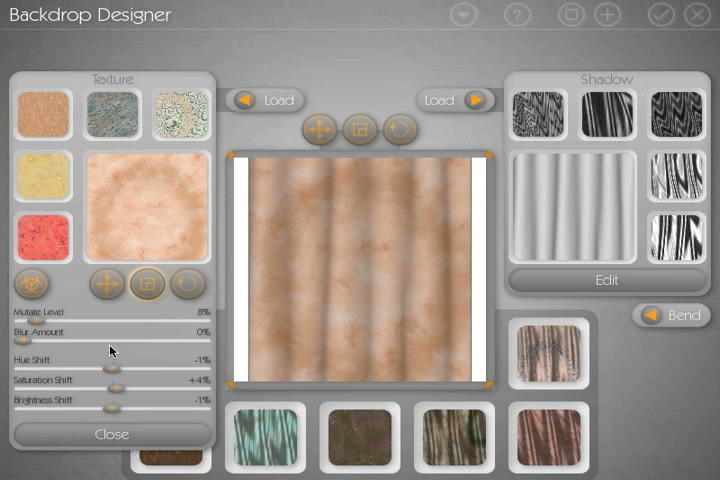 Backdrop Designer
?
Texture
Load
Load
Shadow
Edit
Bend
Mutate Level 8%
Blur Amount 0%
Hue Shift -1%
Saturation Shift +4%
Brightness Shift -1%
Close